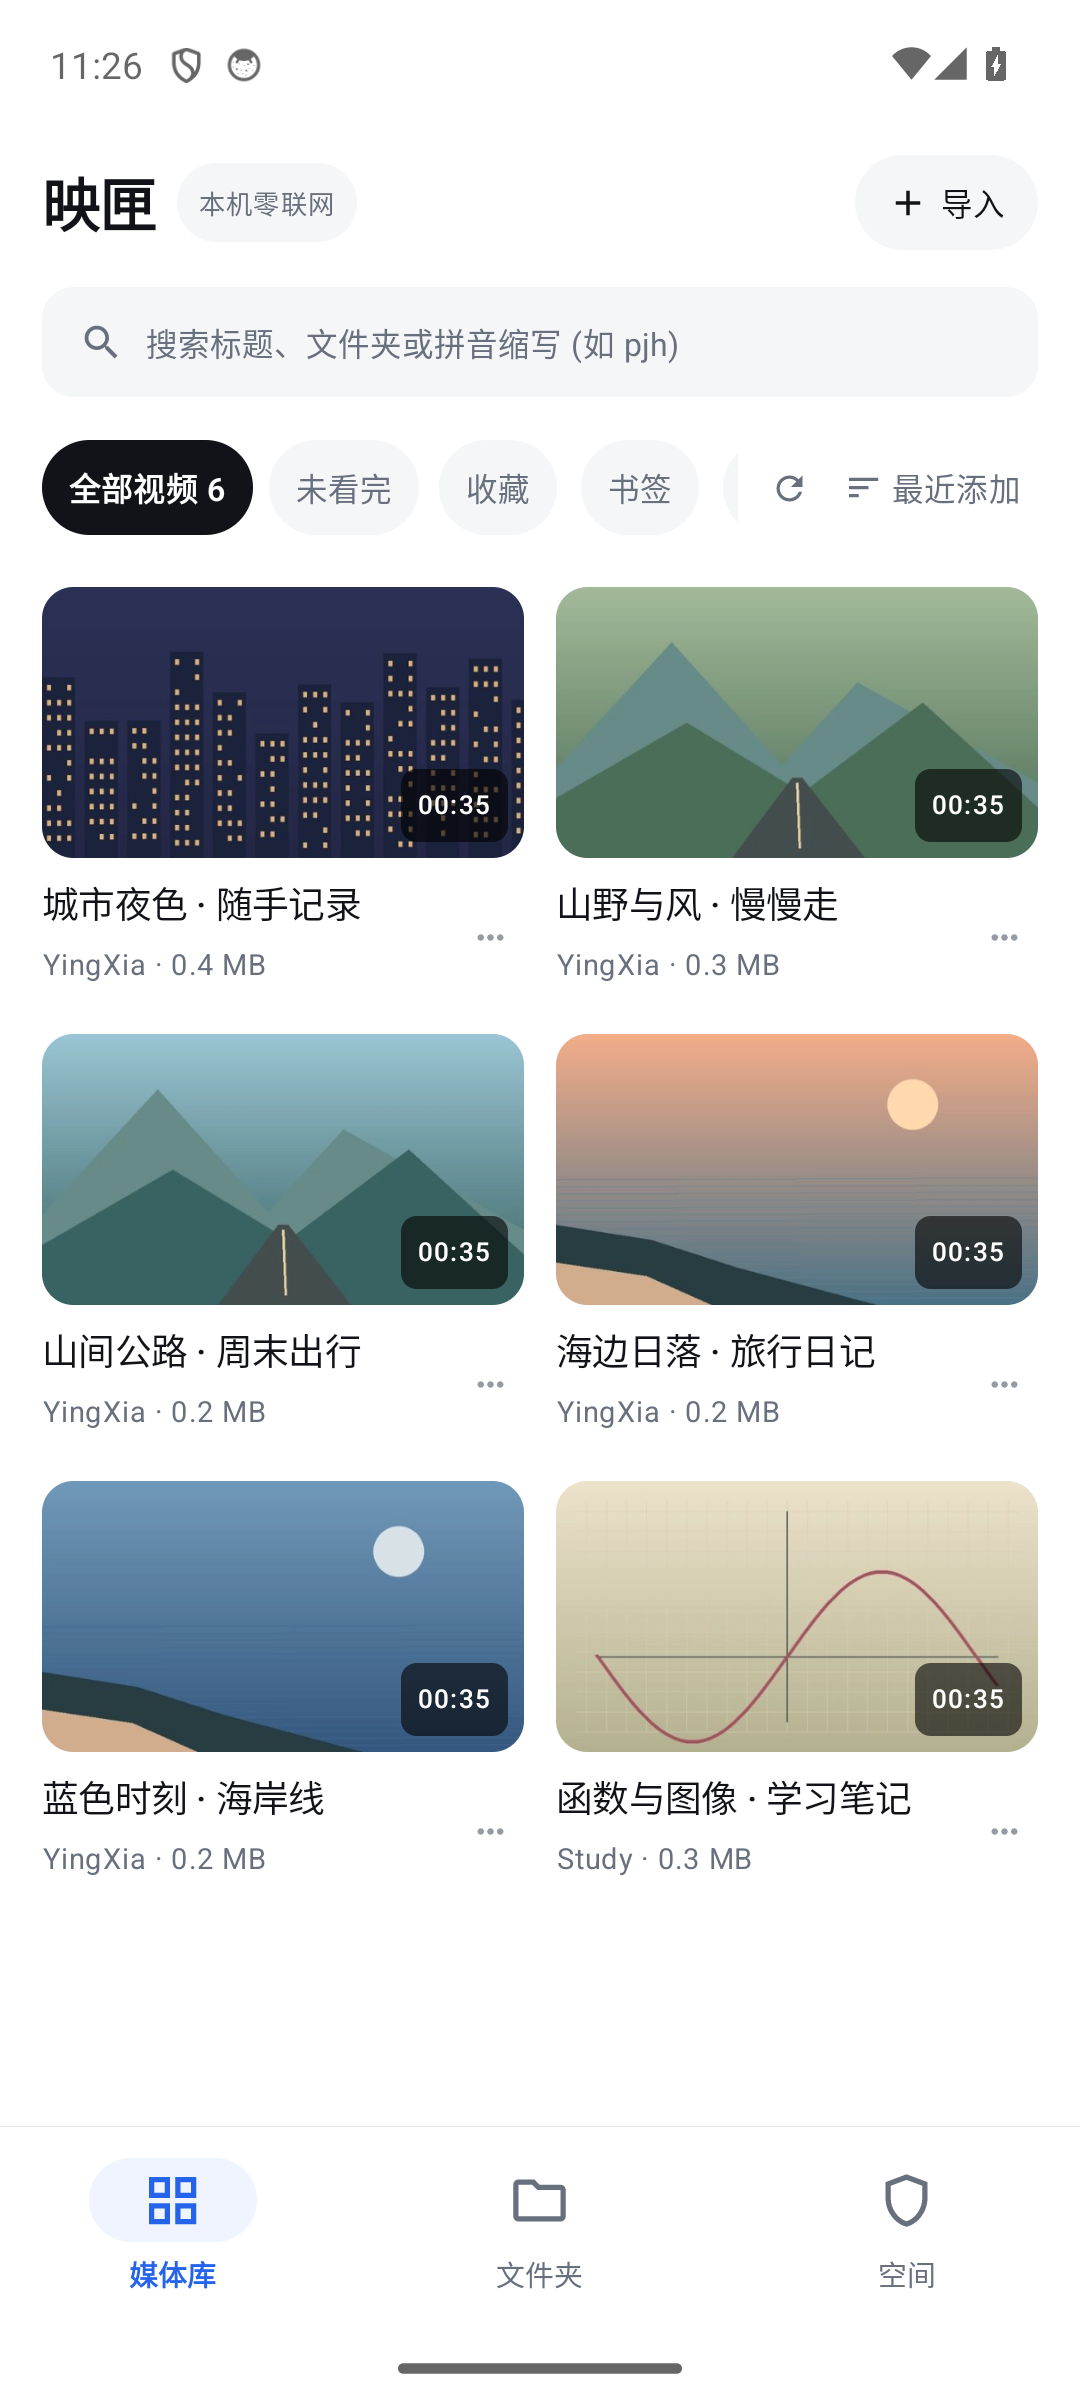 11:26
映匣
本机零联网
导入
搜索标题、文件夹或拼音缩写 (如 pjh)
全部视频 6
未看完
收藏
书签
最近添加
00:35
00:35
城市夜色 · 随手记录
山野与风 · 慢慢走
YingXia · 0.4 MB
YingXia · 0.3 MB
00:35
00:35
山间公路 · 周末出行
海边日落 · 旅行日记
YingXia · 0.2 MB
YingXia · 0.2 MB
00:35
00:35
蓝色时刻 · 海岸线
函数与图像 · 学习笔记
YingXia · 0.2 MB
Study · 0.3 MB
媒体库
文件夹
空间